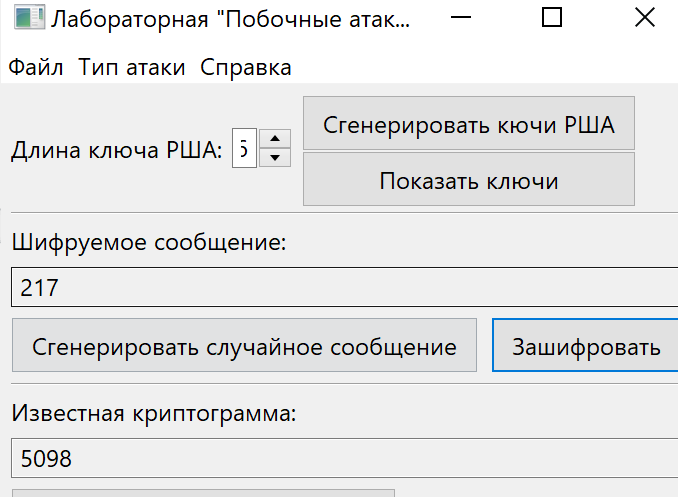 Лабораторная "Побочные атак...
Файл Тип атаки Справка
Длина ключа РША:
Сгенерировать кючи РША
Показать ключи
Шифруемое сообщение:
217
Сгенерировать случайное сообщение Зашифровать
Известная криптограмма:
5098